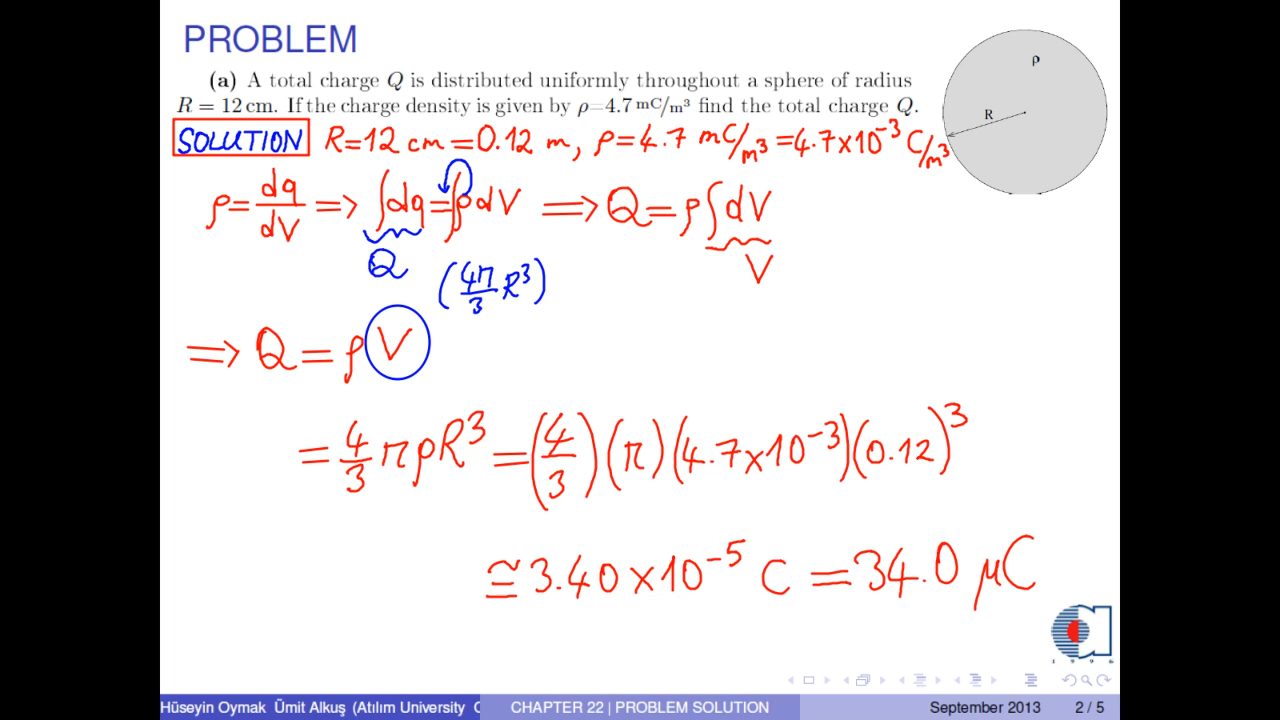 PROBLEM
(a) A total charge Q is distributed uniformly throughout a sphere of radius
R = 12 cm. If the charge density is given by ρ=4.7 mC/m³ find the total charge Q.
ρ
R
SOLUTION R=12 cm=0.12 m, ρ=4.7 mC/m³=4.7×10⁻³ C/m³
ρ=dq/dV ⇒ ∫dq=∫ρdV ⇒ Q=ρ∫dV
Q (4π/3 R³) V
⇒ Q=ρV
=4/3 πρR³=(4/3)(π)(4.7×10⁻³)(0.12)³
≅3.40×10⁻⁵ C=34.0 μC
1996
Hüseyin Oymak Ümit Alkuş (Atılım University CHAPTER 22 | PROBLEM SOLUTION September 2013 2 / 5